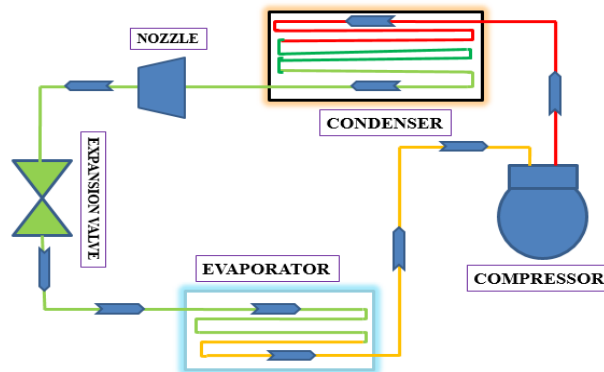 NOZZLE
CONDENSER
EXPANSION VALVE
EVAPORATOR
COMPRESSOR